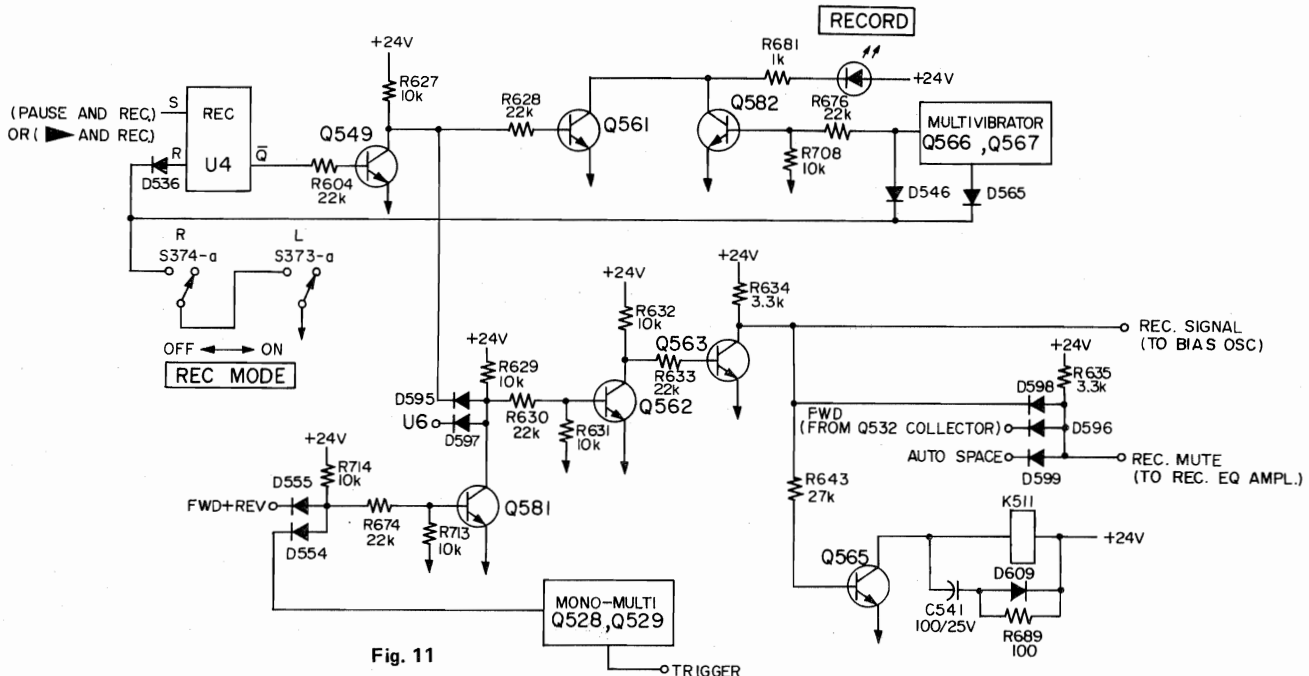 RECORD
+24V
R627
10k
R681
1k
+24V
(PAUSE AND REC.)
OR (▶ AND REC.)
S
REC
R
U4
Q̄
D536
R604
22k
Q549
R628
22k
Q561
Q582
R676
22k
R708
10k
MULTIVIBRATOR
Q566 , Q567
D546
D565
R
S374-a
L
S373-a
OFF ◄─► ON
REC MODE
+24V
R632
10k
+24V
R634
3.3k
Q563
R633
22k
Q562
REC. SIGNAL
(TO BIAS OSC)
+24V
R629
10k
D595
U6
D597
R630
22k
R631
10k
+24V
R635
3.3k
D598
FWD
(FROM Q532 COLLECTOR)
D596
AUTO SPACE
D599
REC. MUTE
(TO REC. EQ AMPL.)
+24V
R714
10k
D555
FWD+REV
D554
R674
22k
R713
10k
Q581
R643
27k
Q565
K511
+24V
D609
C541
100/25V
R689
100
MONO-MULTI
Q528, Q529
TRIGGER
Fig. 11